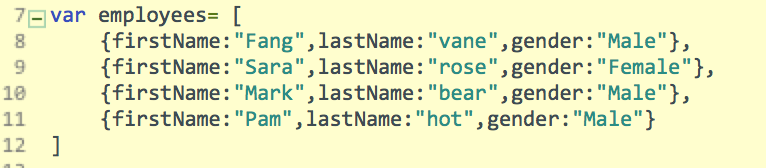 7 var employees= [
8 {firstName:"Fang",lastName:"vane",gender:"Male"},
9 {firstName:"Sara",lastName:"rose",gender:"Female"},
10 {firstName:"Mark",lastName:"bear",gender:"Male"},
11 {firstName:"Pam",lastName:"hot",gender:"Male"}
12 ]